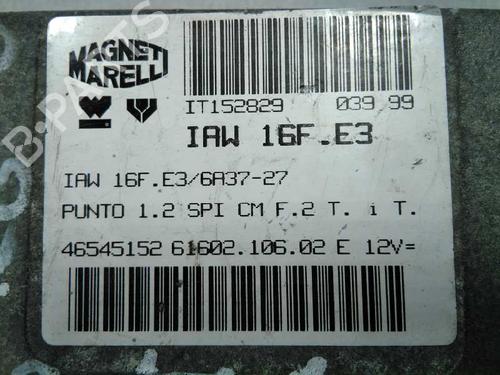 MAGNETI
MARELLI
IT152829 039 99
IAW 16F.E3
IAW 16F.E3/6A37-27
PUNTO 1.2 SPI CM F.2 T. i T.
46545152 61602.106.02 E 12V=
B-PARTS